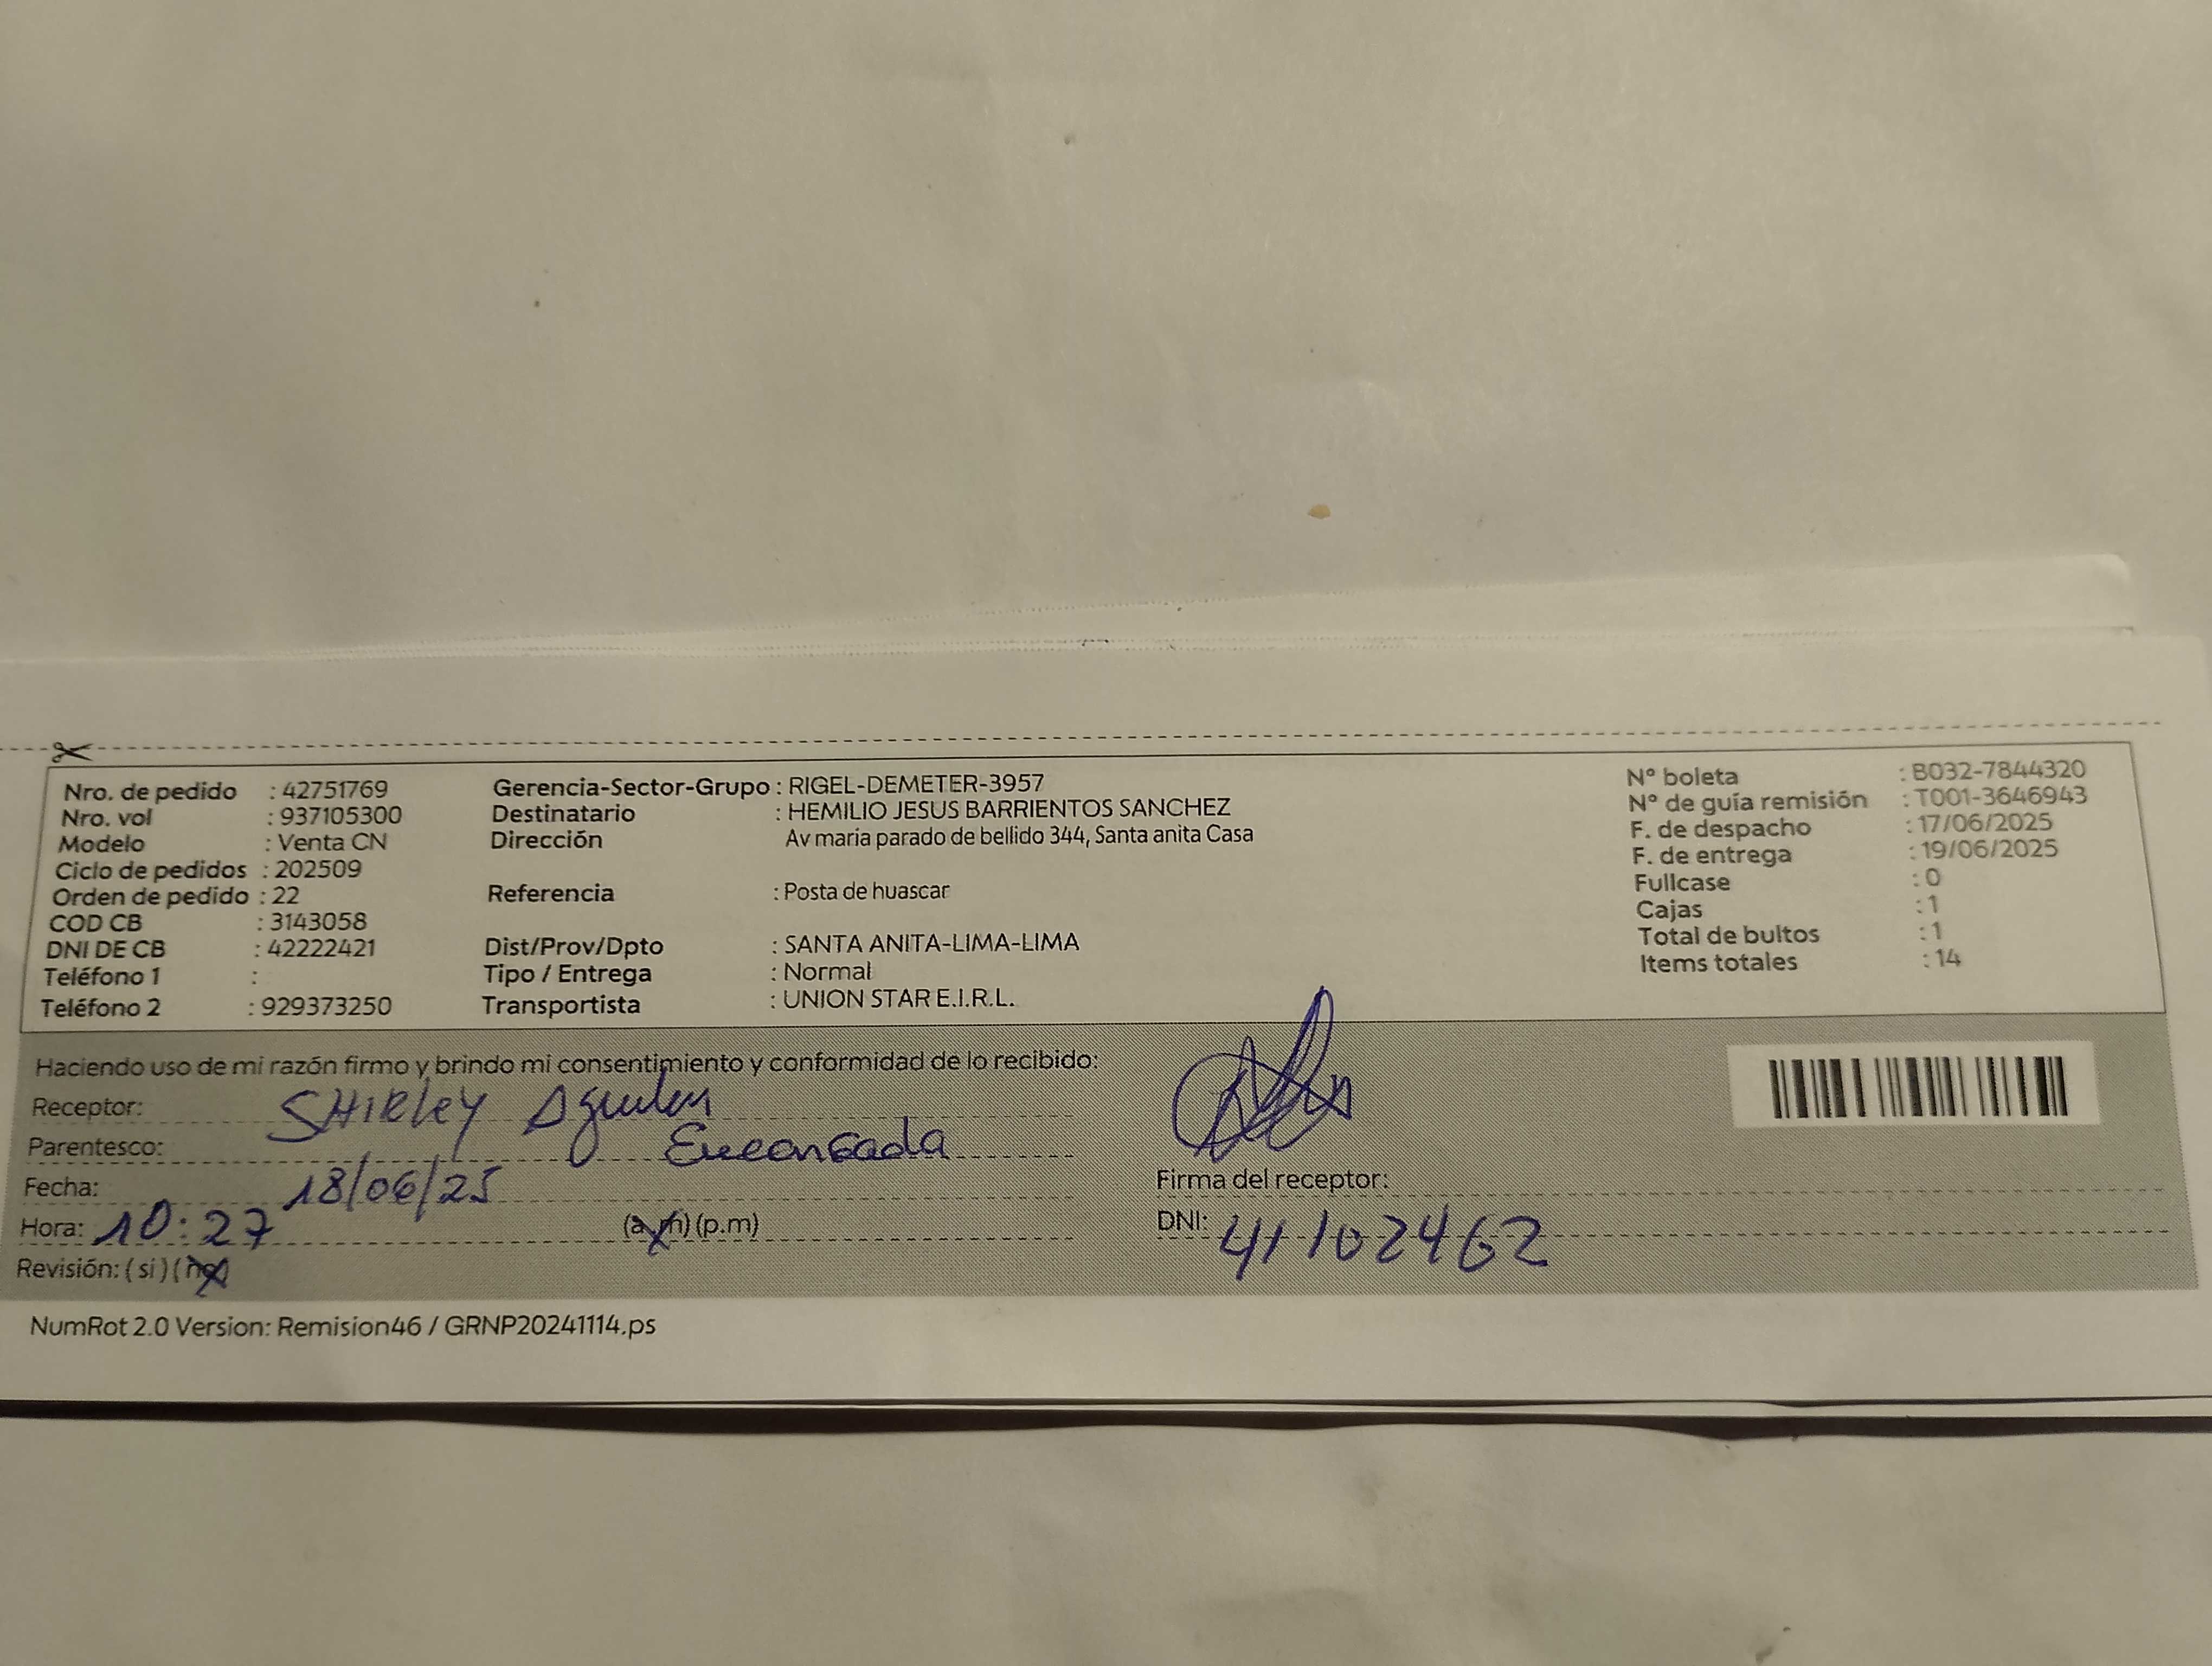 Nro. de pedido : 42751769
Nro. vol : 937105300
Modelo : Venta CN
Ciclo de pedidos : 202509
Orden de pedido : 22
COD CB : 3143058
DNI DE CB : 42222421
Teléfono 1 :
Teléfono 2 : 929373250
Gerencia-Sector-Grupo : RIGEL-DEMETER-3957
Destinatario : HEMILIO JESUS BARRIENTOS SANCHEZ
Dirección Av maria parado de bellido 344, Santa anita Casa
Referencia : Posta de huascar
Dist/Prov/Dpto : SANTA ANITA-LIMA-LIMA
Tipo / Entrega : Normal
Transportista : UNION STAR E.I.R.L.
N° boleta : B032-7844320
N° de guía remisión : T001-3646943
F. de despacho : 17/06/2025
F. de entrega : 19/06/2025
Fullcase : 0
Cajas : 1
Total de bultos : 1
Items totales : 14
Haciendo uso de mi razón firmo y brindo mi consentimiento y conformidad de lo recibido:
Receptor: SHIRley
Parentesco:
Fecha: 18/06/25
Hora: 10:27 (a.m) (p.m)
Revisión: (si) (no)
Firma del receptor:
DNI: 41102462
NumRot 2.0 Version: Remision46 / GRNP20241114.ps